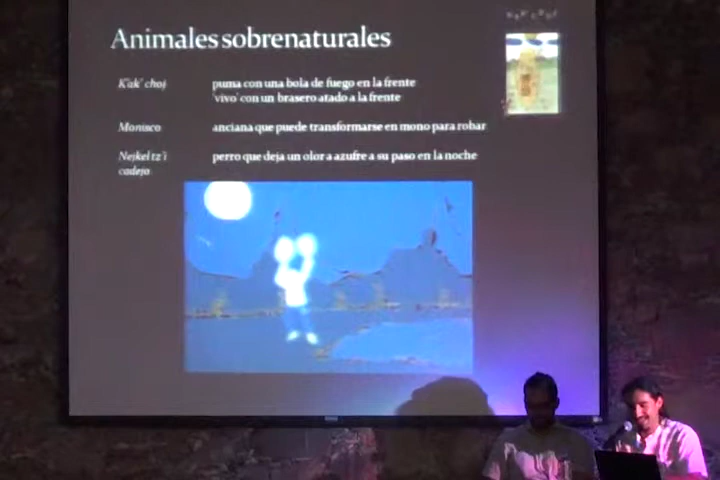 Animales sobrenaturales
K'ak' choj puma con una bola de fuego en la frente
'vivo' con un brasero atado a la frente
Monisco anciana que puede transformarse en mono para robar
Nejkel tz'i perro que deja un olor a azufre a su paso en la noche
cadejo